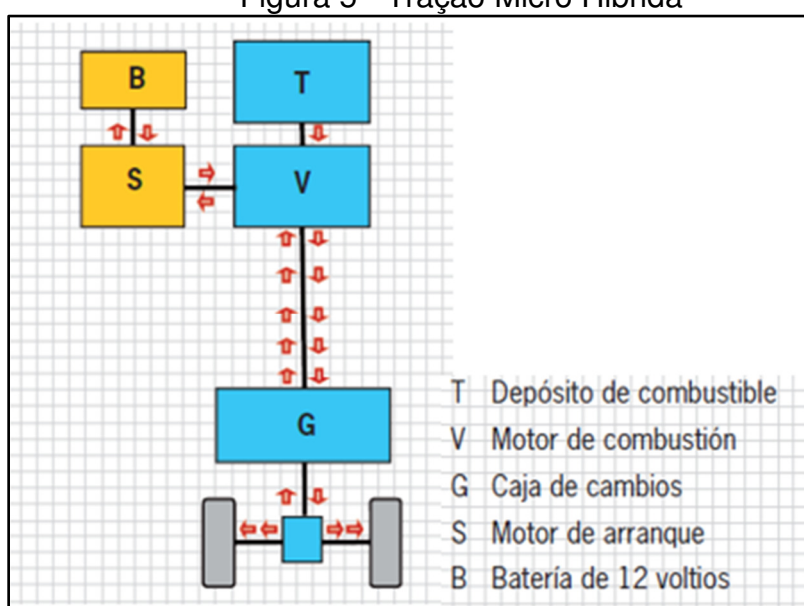 Figura 5 - Tração Micro Híbrida
B
T
S
V
G
T Depósito de combustible
V Motor de combustión
G Caja de cambios
S Motor de arranque
B Batería de 12 voltios